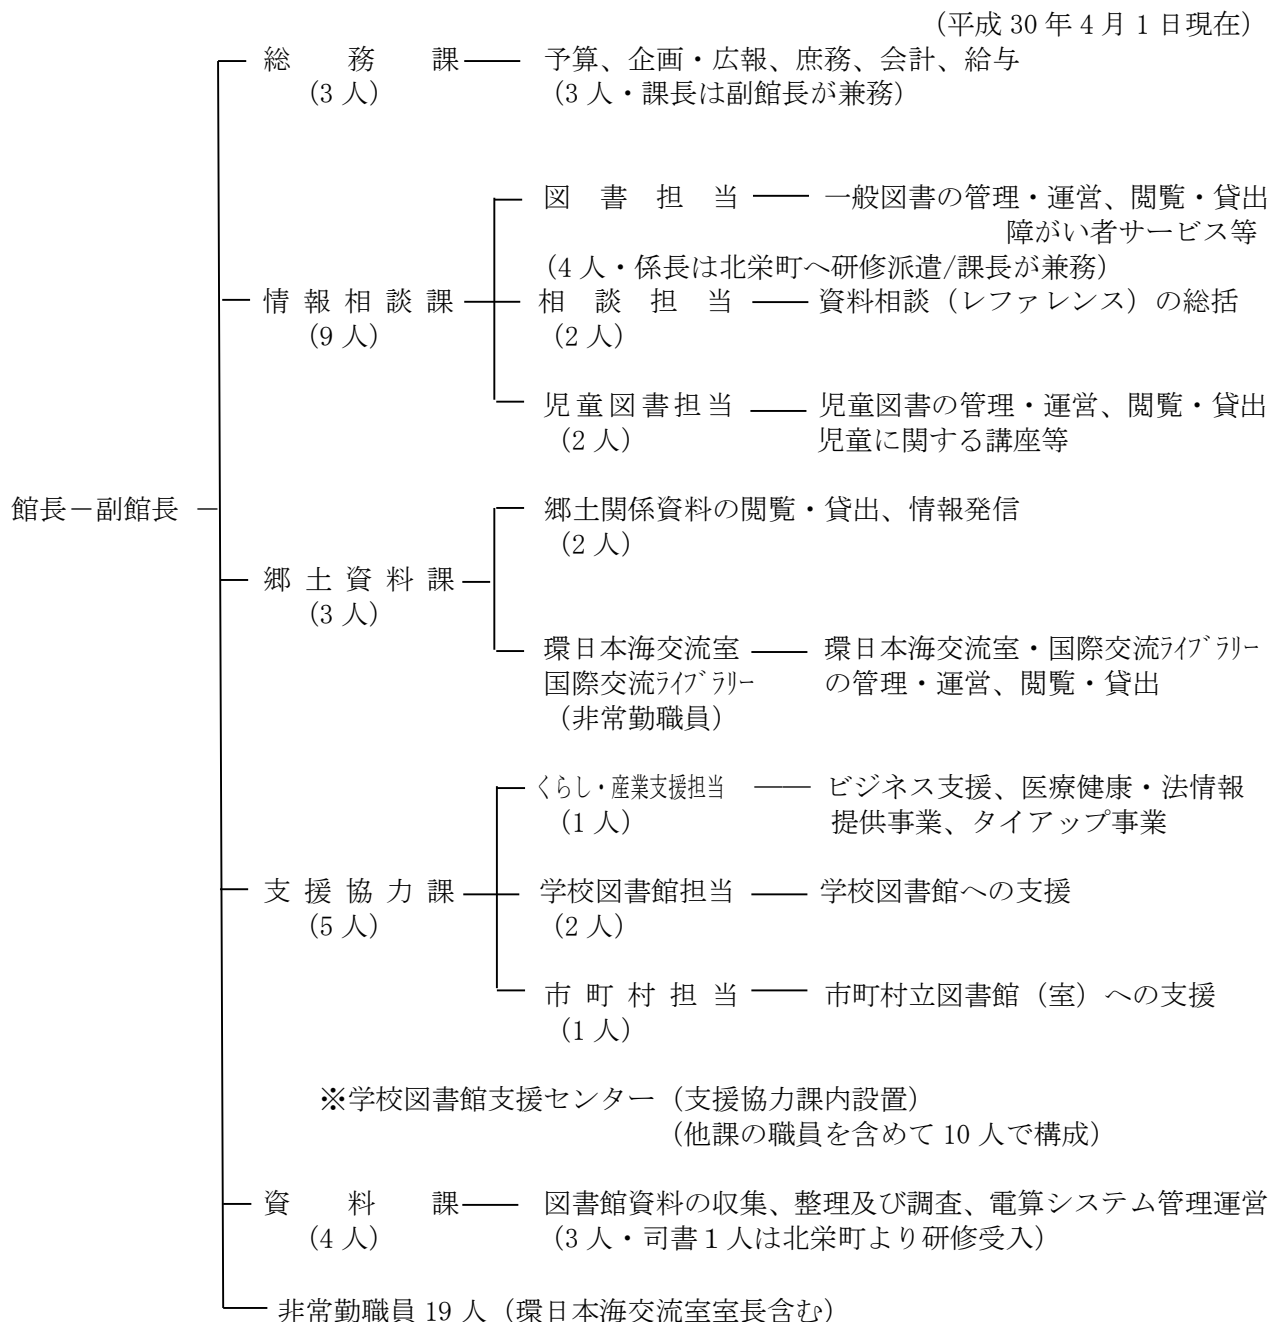 (平成 30 年 4 月 1 日現在)
総務課 予算、企画・広報、庶務、会計、給与
(3 人) (3 人・課長は副館長が兼務)
図書担当 一般図書の管理・運営、閲覧・貸出
障がい者サービス等
(4 人・係長は北栄町へ研修派遣/課長が兼務)
情報相談課 相談担当 資料相談（レファレンス）の総括
(9 人) (2 人)
児童図書担当 児童図書の管理・運営、閲覧・貸出
(2 人) 児童に関する講座等
館長－副館長 － 郷土関係資料の閲覧・貸出、情報発信
(2 人)
郷土資料課
(3 人)
環日本海交流室 環日本海交流室・国際交流ﾗｲﾌﾞﾗﾘｰ
国際交流ﾗｲﾌﾞﾗﾘｰ の管理・運営、閲覧・貸出
(非常勤職員)
くらし・産業支援担当 ビジネス支援、医療健康・法情報
(1 人) 提供事業、タイアップ事業
支援協力課 学校図書館担当 学校図書館への支援
(5 人) (2 人)
市町村担当 市町村立図書館（室）への支援
(1 人)
※学校図書館支援センター（支援協力課内設置）
(他課の職員を含めて 10 人で構成)
資料課 図書館資料の収集、整理及び調査、電算システム管理運営
(4 人) (3 人・司書１人は北栄町より研修受入)
非常勤職員 19 人（環日本海交流室室長含む）